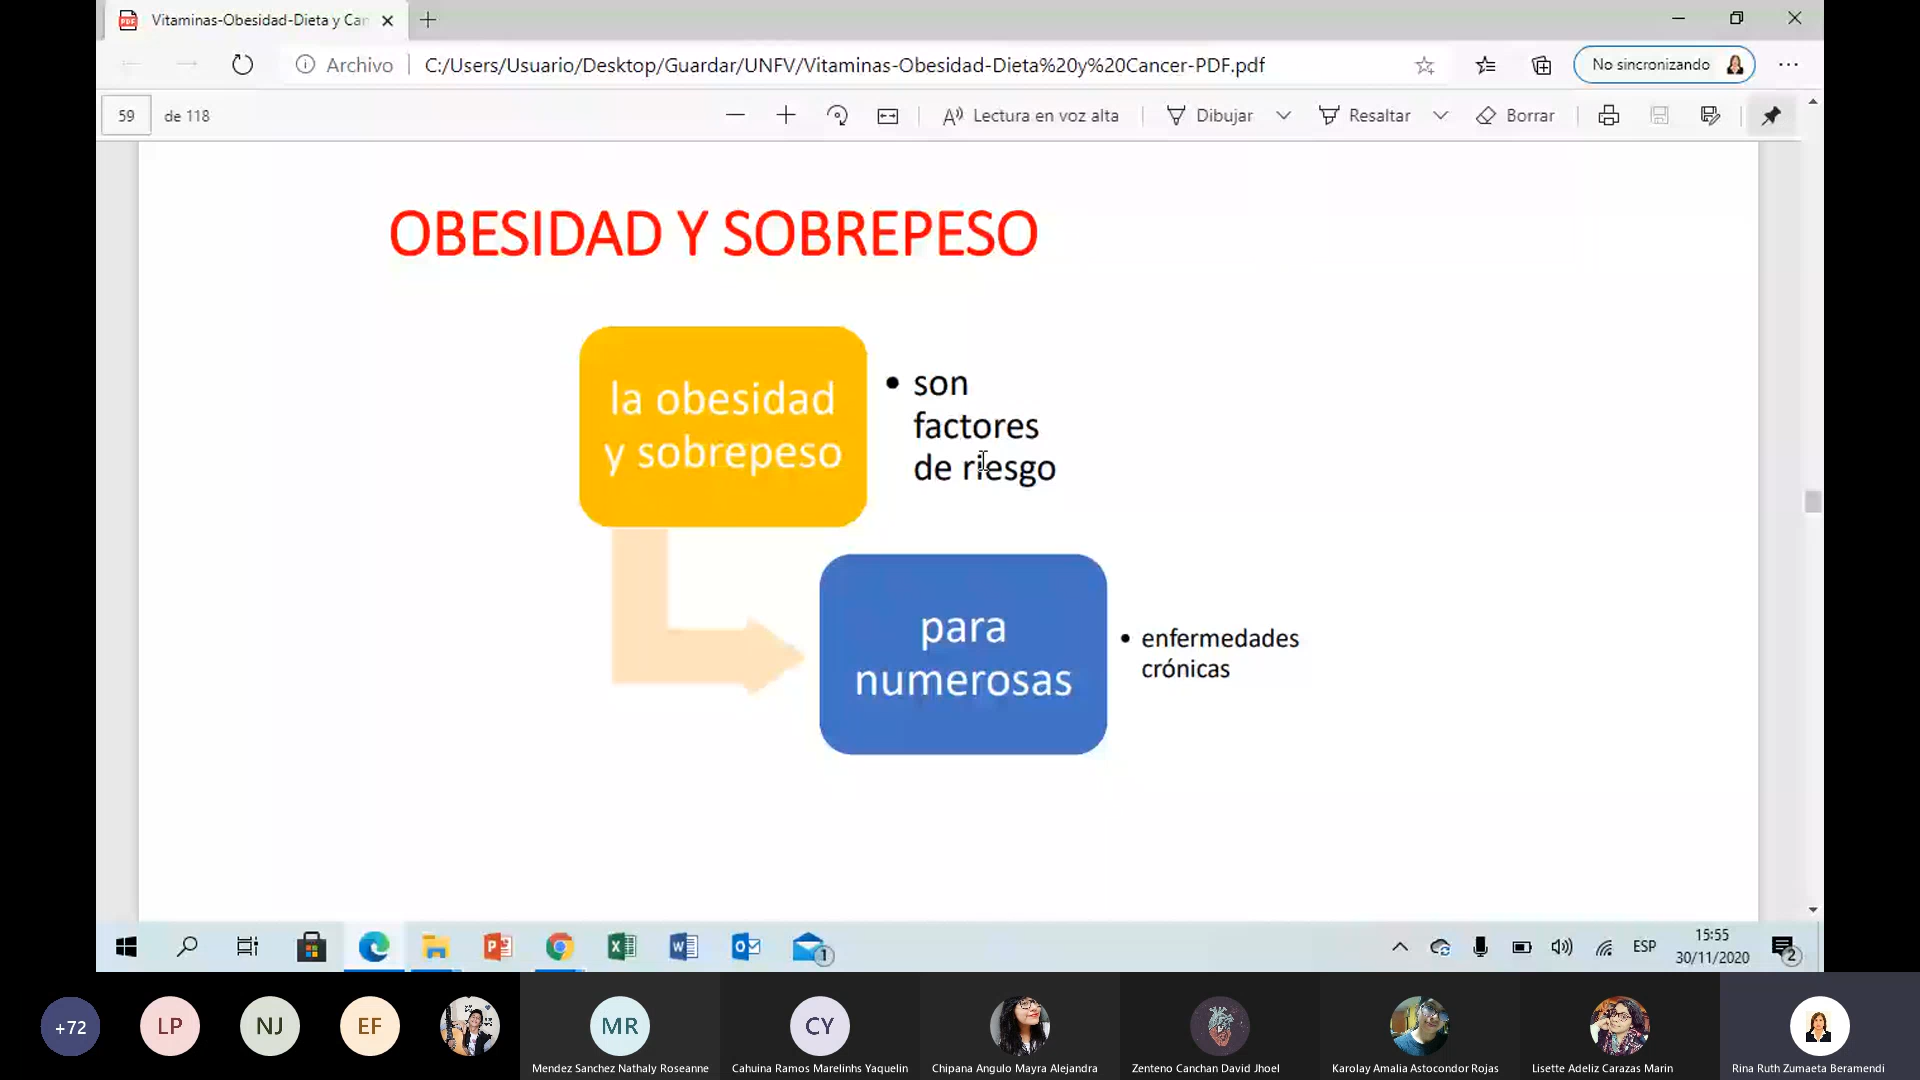 Vitaminas-Obesidad-Dieta y Car
Archivo
C:/Users/Usuario/Desktop/Guardar/UNFV/Vitaminas-Obesidad-Dieta%20y%20Cancer-PDF.pdf
No sincronizando
59 de 118
Lectura en voz alta
Dibujar
Resaltar
Borrar
OBESIDAD Y SOBREPESO
la obesidad
y sobrepeso
• son
factores
de riesgo
para
numerosas
• enfermedades
crónicas
1
ESP
15:55
30/11/2020
2
+72
LP
NJ
EF
MR
CY
Mendez Sanchez Nathaly Roseanne
Cahuina Ramos Marelinhs Yaquelin
Chipana Angulo Mayra Alejandra
Zenteno Canchan David Jhoel
Karolay Amalia Astocondor Rojas
Lisette Adeliz Carazas Marin
Rina Ruth Zumaeta Beramendi